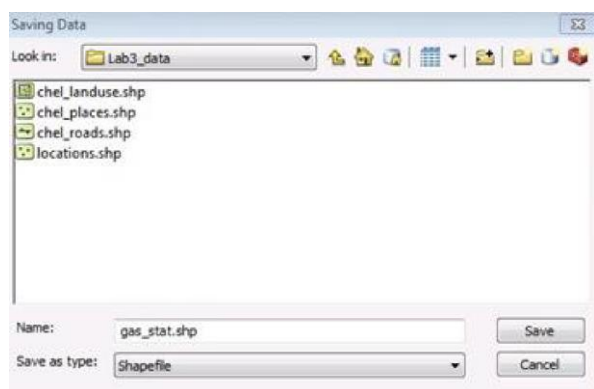 Saving Data
Look in: Lab3_data
chel_landuse.shp
chel_places.shp
chel_roads.shp
locations.shp
Name: gas_stat.shp Save
Save as type: Shapefile Cancel